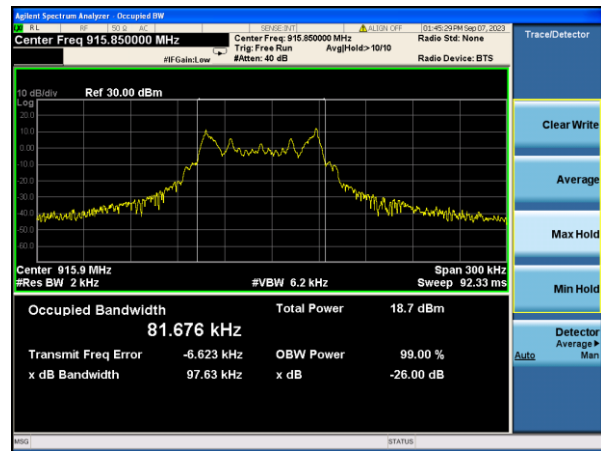 Agilent Spectrum Analyzer - Occupied BW
RL RF 50 Ω AC SENSE:INT ALIGN OFF 01:45:29 PM Sep 07, 2023
Center Freq 915.850000 MHz Center Freq: 915.850000 MHz Radio Std: None
Trig: Free Run Avg|Hold:>10/10
#IFGain:Low #Atten: 40 dB Radio Device: BTS
Trace/Detector
10 dB/div Ref 30.00 dBm
Log
20.0
10.0
0.00
-10.0
-20.0
-30.0
-40.0
-50.0
-60.0
Center 915.9 MHz Span 300 kHz
#Res BW 2 kHz #VBW 6.2 kHz Sweep 92.33 ms
Occupied Bandwidth Total Power 18.7 dBm
81.676 kHz
Transmit Freq Error -6.623 kHz OBW Power 99.00 %
x dB Bandwidth 97.63 kHz x dB -26.00 dB
Clear Write
Average
Max Hold
Min Hold
Detector
Average
Auto Man
MSG STATUS